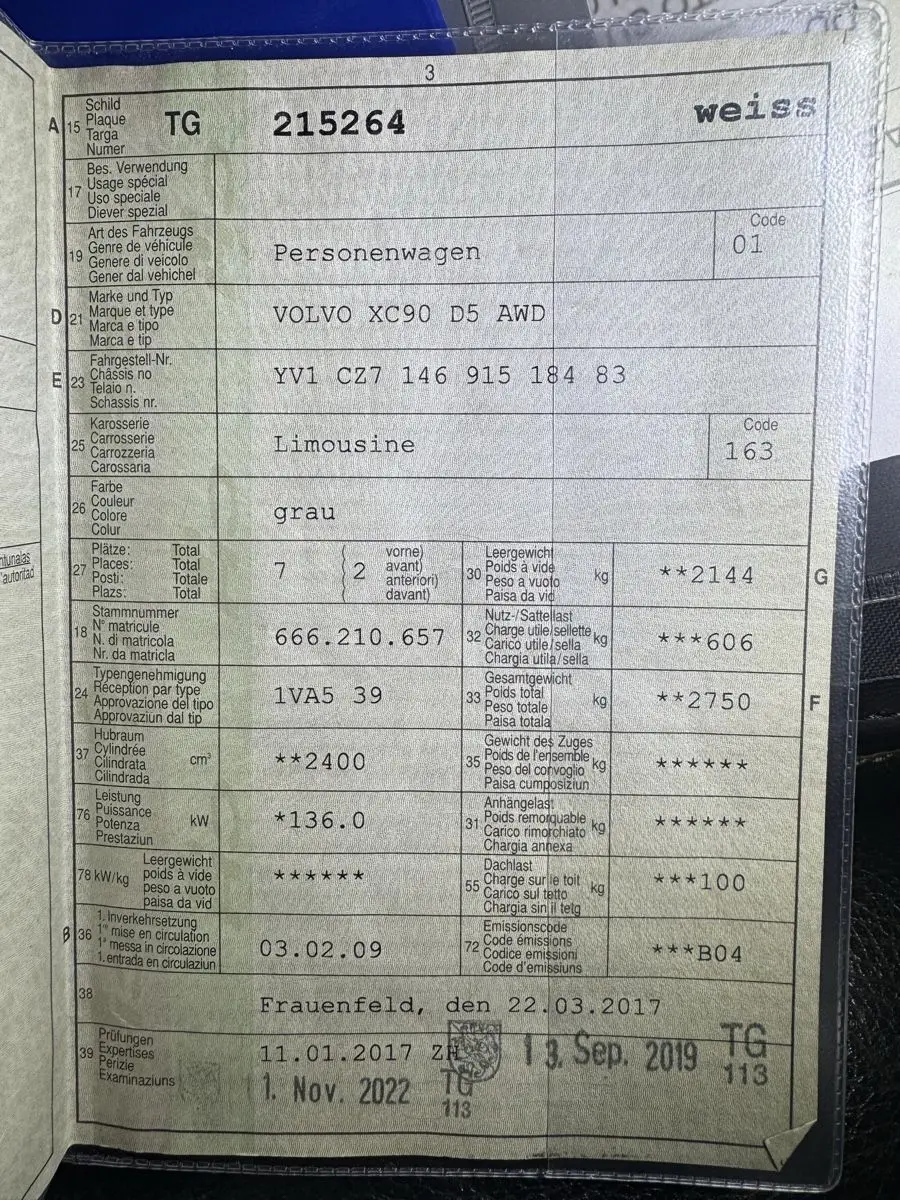 3
A 15 Schild
Plaque
Targa
Numer
TG 215264 weiss
17 Bes. Verwendung
Usage spécial
Uso speciale
Diever spezial
19 Art des Fahrzeugs
Genre de véhicule
Genere di veicolo
Gener dal vehichel
Personenwagen
Code
01
D 21 Marke und Typ
Marque et type
Marca e tipo
Marca e tip
VOLVO XC90 D5 AWD
E 23 Fahrgestell-Nr.
Châssis no
Telaio n.
Schassis nr.
YV1 CZ7 146 915 184 83
25 Karosserie
Carrosserie
Carrozzeria
Carossaria
Limousine
Code
163
26 Farbe
Couleur
Colore
Colur
grau
27 Plätze: Total
Places: Total
Posti: Totale
Plazs: Total
7 2
vorne)
avant)
anteriori)
davant)
30 Leergewicht
Poids à vide
Peso a vuoto
Paisa da vid
kg
**2144
G
18 Stammnummer
N° matricule
N. di matricola
Nr. da matricla
666.210.657
32 Nutz-/Sattellast
Charge utile/sellette
Carico utile/sella
Chargia utila/sella
kg
***606
24 Typengenehmigung
Réception par type
Approvazione del tipo
Approvaziun dal tip
1VA5 39
33 Gesamtgewicht
Poids total
Peso totale
Paisa totala
kg
**2750
F
37 Hubraum
Cylindrée
Cilindrata
Cilindrada
cm³
**2400
35 Gewicht des Zuges
Poids de l'ensemble
Peso del convoglio
Paisa cumposiziun
kg
******
76 Leistung
Puissance
Potenza
Prestaziun
kW
*136.0
31 Anhängelast
Poids remorquable
Carico rimorchiato
Chargia annexa
kg
******
78 kW/kg
Leergewicht
poids à vide
peso a vuoto
paisa da vid
******
55 Dachlast
Charge sur le toit
Carico sul tetto
Chargia sin il tetg
kg
***100
B 36 1. Inverkehrsetzung
1re mise en circulation
1a messa in circolazione
1. entrada en circulaziun
03.02.09
72 Emissionscode
Code émissions
Codice emissioni
Code d'emissiuns
***B04
38
Frauenfeld, den 22.03.2017
39 Prüfungen
Expertises
Perizie
Examinaziuns
11.01.2017 ZH
13. Sep. 2019 TG
113
1. Nov. 2022 TG
113